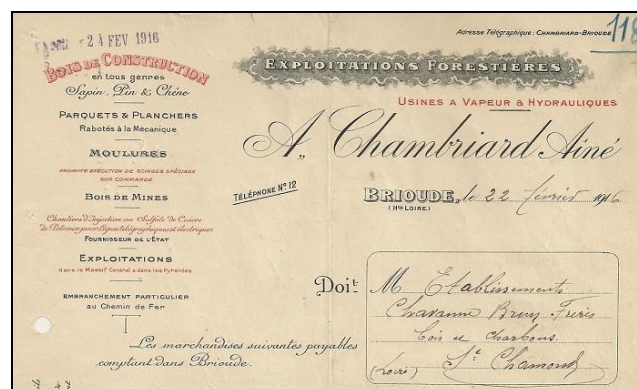 24 FEV 1916
Adresse Télégraphique: CHAMBRIARD-BRIOUDE
118
BOIS DE CONSTRUCTION
en tous genres
Sapin, Pin & Chêne
PARQUETS & PLANCHERS
Rabotés à la Mécanique
MOULURES
PROMPTE EXÉCUTION DE SCIAGES SPÉCIAUX
SUR COMMANDE
BOIS DE MINES
Chantiers d'Injection au Sulfate de Cuivre
de Poteaux pour Lignes télégraphiques et électriques
FOURNISSEUR DE L'ÉTAT
EXPLOITATIONS
dans le Massif Central & dans les Pyrénées
EMBRANCHEMENT PARTICULIER
au Chemin de Fer
EXPLOITATIONS FORESTIÈRES
USINES A VAPEUR & HYDRAULIQUES
A. Chambriard Aîné
TÉLÉPHONE N° 12
BRIOUDE, le 22 février 1916
(Hte LOIRE)
Doit
M Etablissements
Chavanne Brun Frères
Bois et charbons
(Loire) St Chamond
Les marchandises suivantes payables
comptant dans Brioude.